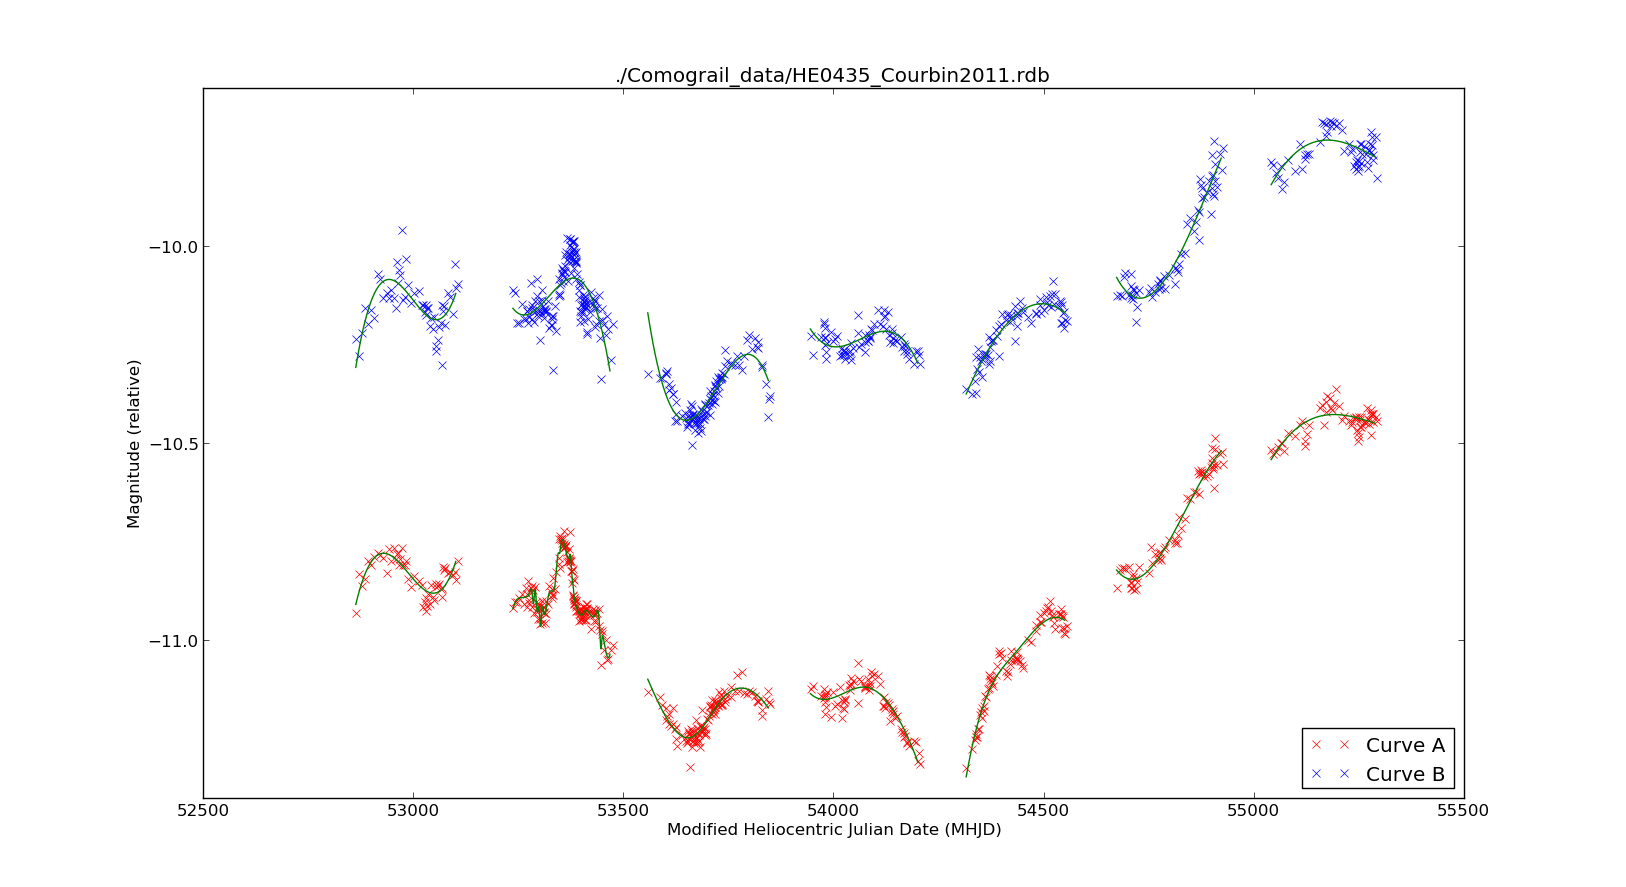 ./Comograil_data/HE0435_Courbin2011.rdb
Magnitude (relative)
−10.0
−10.5
−11.0
Curve A
Curve B
52500 53000 53500 54000 54500 55000 55500
Modified Heliocentric Julian Date (MHJD)